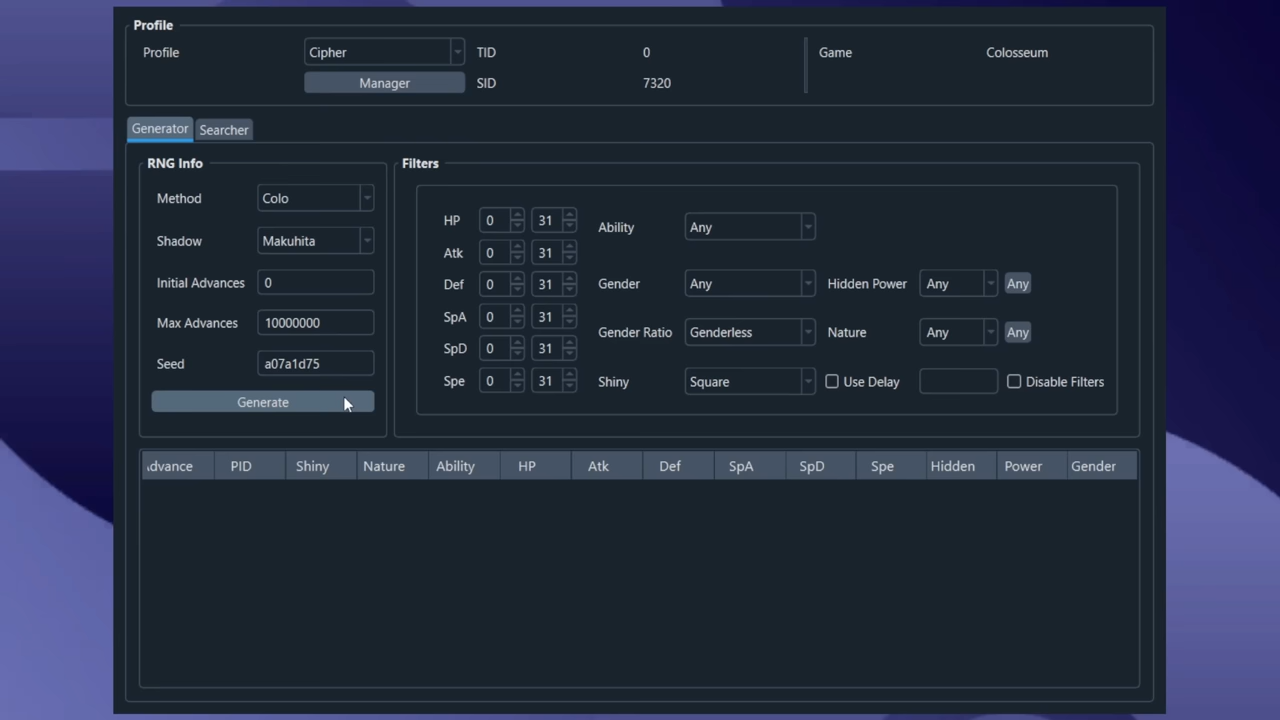 Profile
Profile Cipher TID 0 Game Colosseum
Manager SID 7320
Generator Searcher
RNG Info
Method Colo
Shadow Makuhita
Initial Advances 0
Max Advances 10000000
Seed a07a1d75
Generate
Filters
HP 0 31 Ability Any
Atk 0 31
Def 0 31 Gender Any Hidden Power Any Any
SpA 0 31
Gender Ratio Genderless Nature Any Any
SpD 0 31
Spe 0 31 Shiny Square Use Delay Disable Filters
dvance PID Shiny Nature Ability HP Atk Def SpA SpD Spe Hidden Power Gender